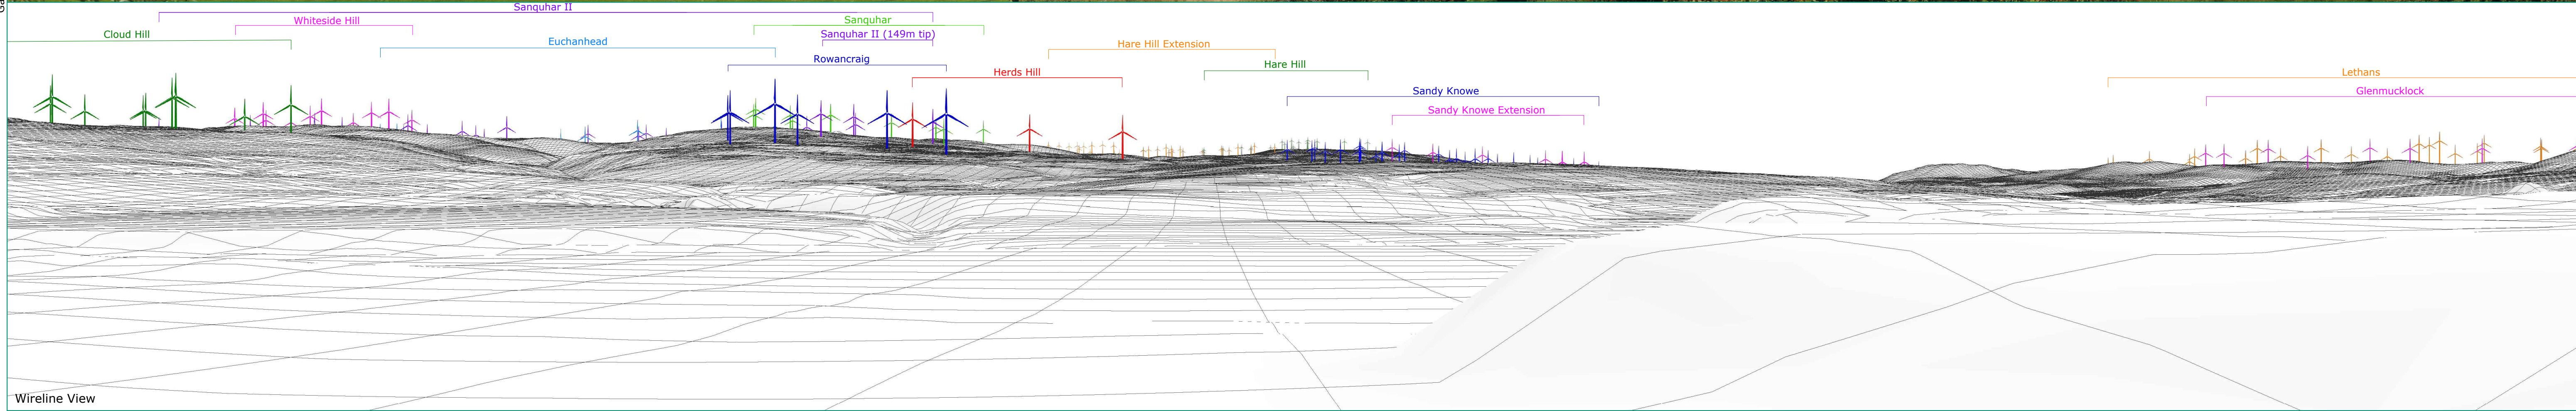 Sanquhar II
Whiteside Hill
Sanquhar
Cloud Hill
Sanquhar II (149m tip)
Euchanhead
Hare Hill Extension
Rowancraig
Hare Hill
Herds Hill
Lethans
Sandy Knowe
Glenmucklock
Sandy Knowe Extension
Wireline View